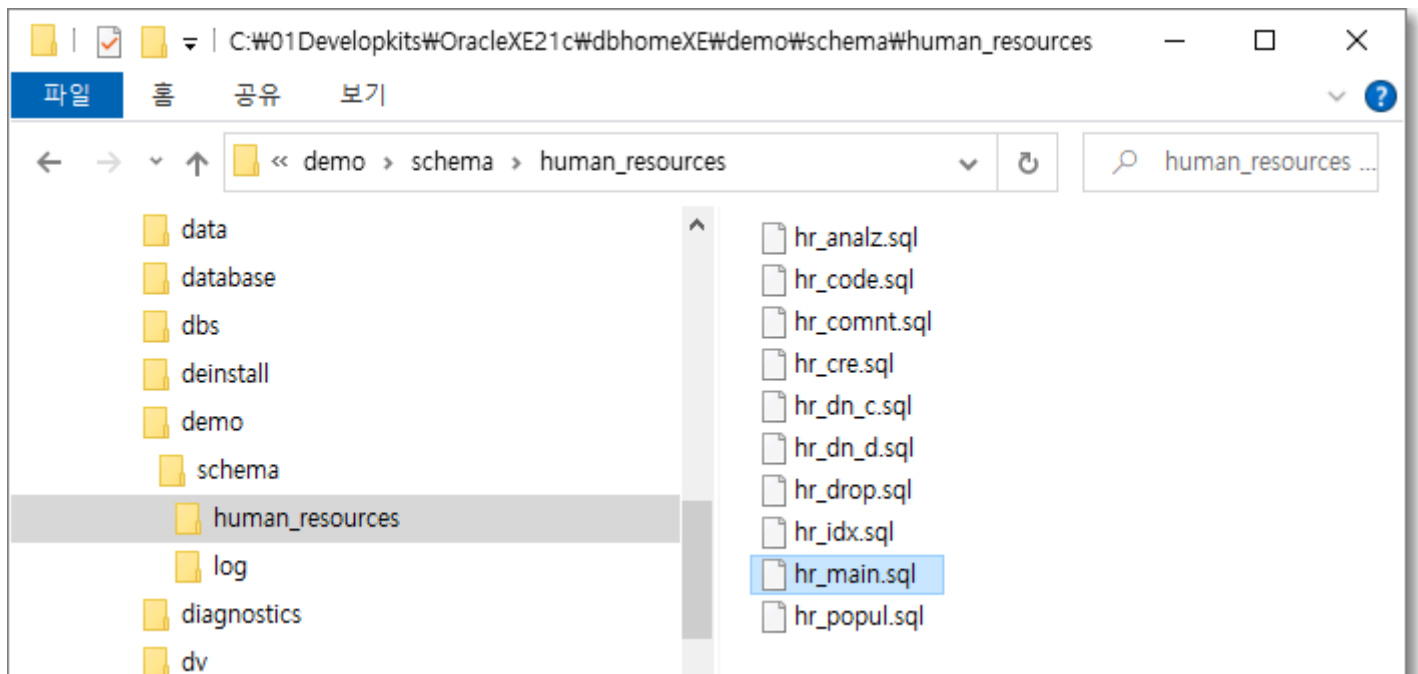 C:₩01Developkits₩OracleXE21c₩dbhomeXE₩demo₩schema₩human_resources
파일 홈 공유 보기
« demo › schema › human_resources
human_resources ...
data
database
dbs
deinstall
demo
schema
human_resources
log
diagnostics
dv
hr_analz.sql
hr_code.sql
hr_comnt.sql
hr_cre.sql
hr_dn_c.sql
hr_dn_d.sql
hr_drop.sql
hr_idx.sql
hr_main.sql
hr_popul.sql